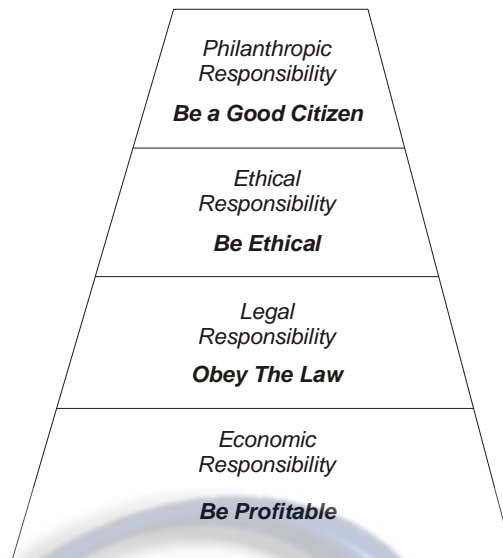 Philanthropic
Responsibility
Be a Good Citizen
Ethical
Responsibility
Be Ethical
Legal
Responsibility
Obey The Law
Economic
Responsibility
Be Profitable